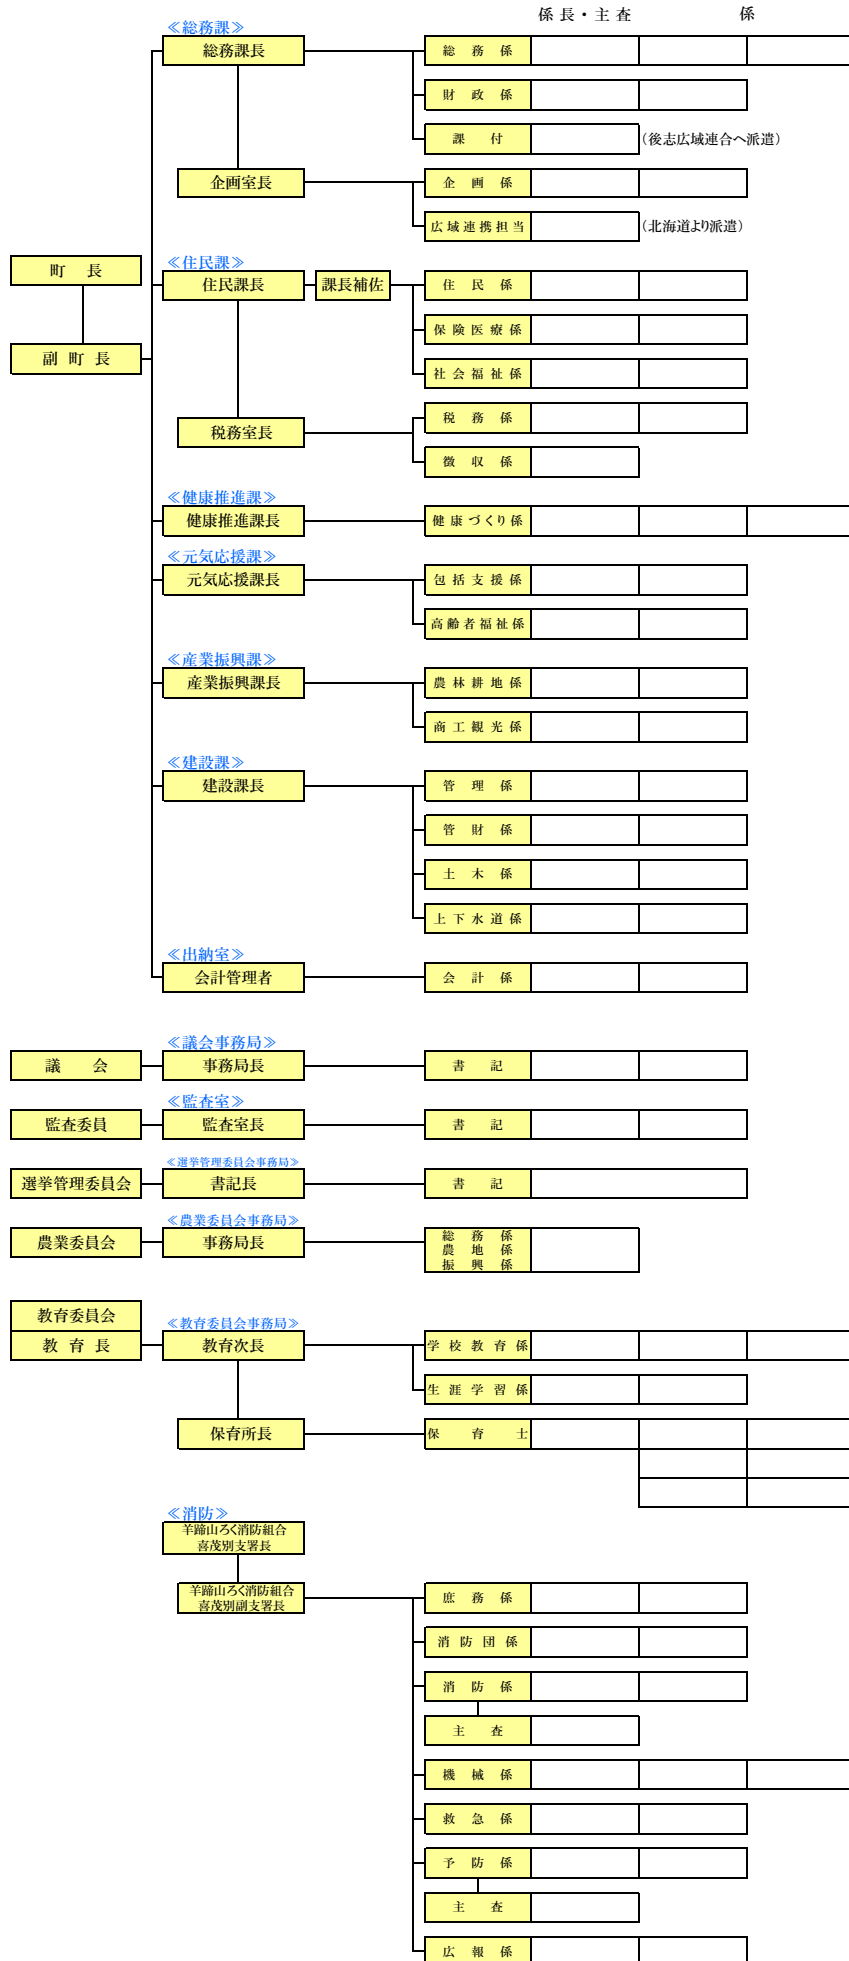 係長・主査 係
≪総務課≫
総務課長
総務係
財政係
課付 （後志広域連合へ派遣）
企画室長
企画係
広域連携担当 （北海道より派遣）
町長
副町長
≪住民課≫
住民課長 課長補佐
住民係
保険医療係
社会福祉係
税務室長
税務係
徴収係
≪健康推進課≫
健康推進課長 健康づくり係
≪元気応援課≫
元気応援課長 包括支援係
高齢者福祉係
≪産業振興課≫
産業振興課長 農林耕地係
商工観光係
≪建設課≫
建設課長 管理係
管財係
土木係
上下水道係
≪出納室≫
会計管理者 会計係
≪議会事務局≫
議会 事務局長 書記
≪監査室≫
監査委員 監査室長 書記
≪選挙管理委員会事務局≫
選挙管理委員会 書記長 書記
≪農業委員会事務局≫
農業委員会 事務局長
総務係
農地係
振興係
教育委員会
≪教育委員会事務局≫
教育長 教育次長 学校教育係
生涯学習係
保育所長 保育士
≪消防≫
羊蹄山ろく消防組合
喜茂別支署長
羊蹄山ろく消防組合
喜茂別副支署長
庶務係
消防団係
消防係
主査
機械係
救急係
予防係
主査
広報係